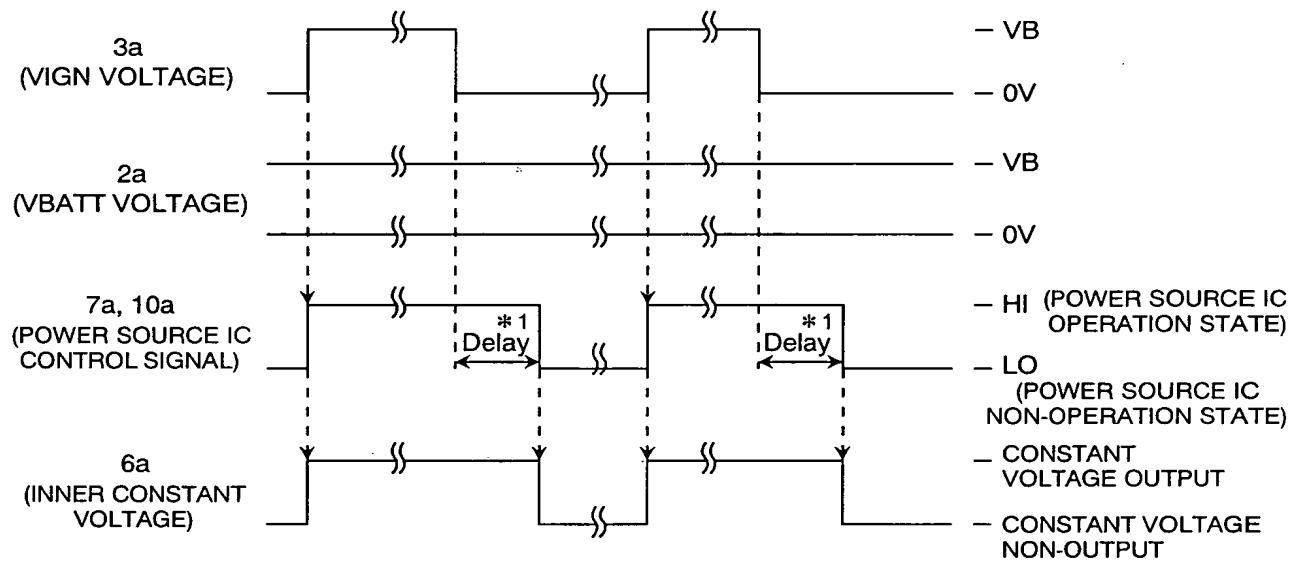 3a
(VIGN VOLTAGE)
VB
0V
2a
(VBATT VOLTAGE)
VB
0V
7a, 10a
(POWER SOURCE IC
CONTROL SIGNAL)
*1
Delay
*1
Delay
HI (POWER SOURCE IC
OPERATION STATE)
LO
(POWER SOURCE IC
NON-OPERATION STATE)
6a
(INNER CONSTANT
VOLTAGE)
CONSTANT
VOLTAGE OUTPUT
CONSTANT VOLTAGE
NON-OUTPUT